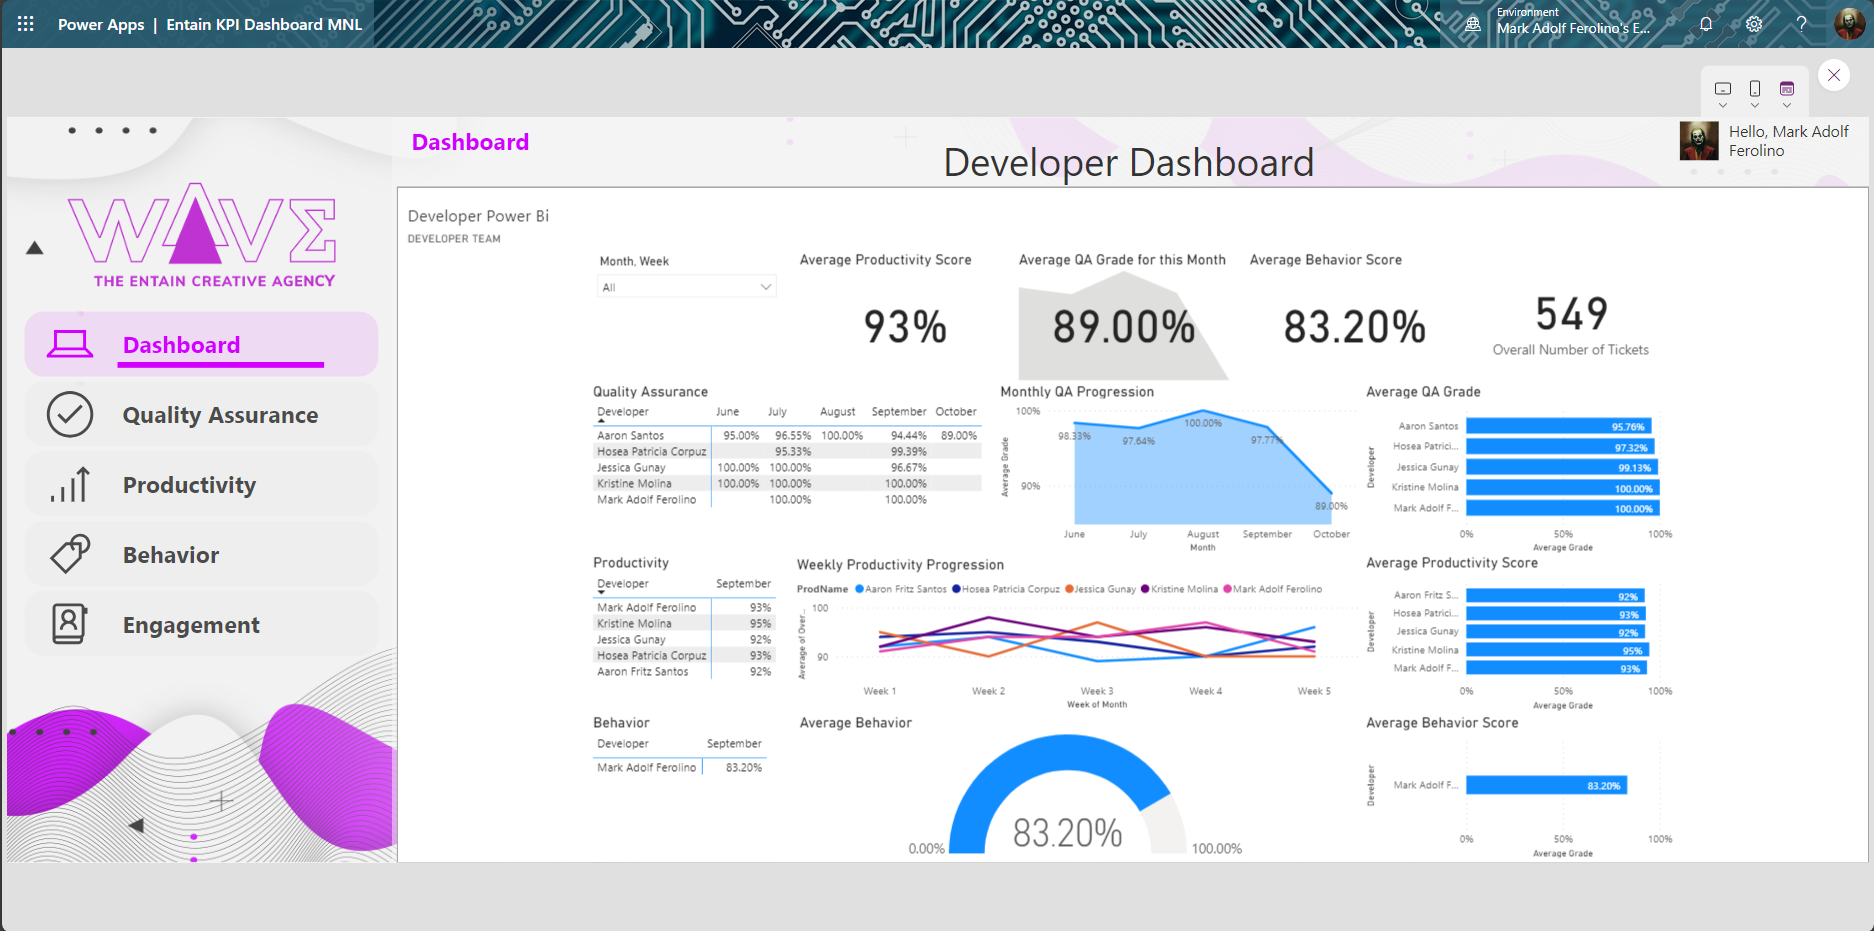 Power Apps | Entain KPI Dashboard MNL
Environment
Mark Adolf Ferolino's E...
?
Dashboard
Developer Dashboard
Hello, Mark Adolf
Ferolino
WAVE
THE ENTAIN CREATIVE AGENCY
Dashboard
Quality Assurance
Productivity
Behavior
Engagement
Developer Power Bi
DEVELOPER TEAM
Month, Week
All
Average Productivity Score
93%
Average QA Grade for this Month
89.00%
Average Behavior Score
83.20%
549
Overall Number of Tickets
Quality Assurance
Developer June July August September October
Aaron Santos 95.00% 96.55% 100.00% 94.44% 89.00%
Hosea Patricia Corpuz 95.33% 99.39%
Jessica Gunay 100.00% 100.00% 96.67%
Kristine Molina 100.00% 100.00% 100.00%
Mark Adolf Ferolino 100.00% 100.00%
Monthly QA Progression
100%
90%
Average Grade
98.33%
97.64%
100.00%
97.77%
89.00%
June July August September October
Month
Average QA Grade
Developer
Aaron Santos 95.76%
Hosea Patrici... 97.32%
Jessica Gunay 99.13%
Kristine Molina 100.00%
Mark Adolf F... 100.00%
0% 50% 100%
Average Grade
Productivity
Developer September
Mark Adolf Ferolino 93%
Kristine Molina 95%
Jessica Gunay 92%
Hosea Patricia Corpuz 93%
Aaron Fritz Santos 92%
Weekly Productivity Progression
ProdName Aaron Fritz Santos Hosea Patricia Corpuz Jessica Gunay Kristine Molina Mark Adolf Ferolino
100
90
Average of Over...
Week 1 Week 2 Week 3 Week 4 Week 5
Week of Month
Average Productivity Score
Developer
Aaron Fritz S... 92%
Hosea Patrici... 93%
Jessica Gunay 92%
Kristine Molina 95%
Mark Adolf F... 93%
0% 50% 100%
Average Grade
Behavior
Developer September
Mark Adolf Ferolino 83.20%
Average Behavior
83.20%
0.00% 100.00%
Average Behavior Score
Developer
Mark Adolf F... 83.20%
0% 50% 100%
Average Grade